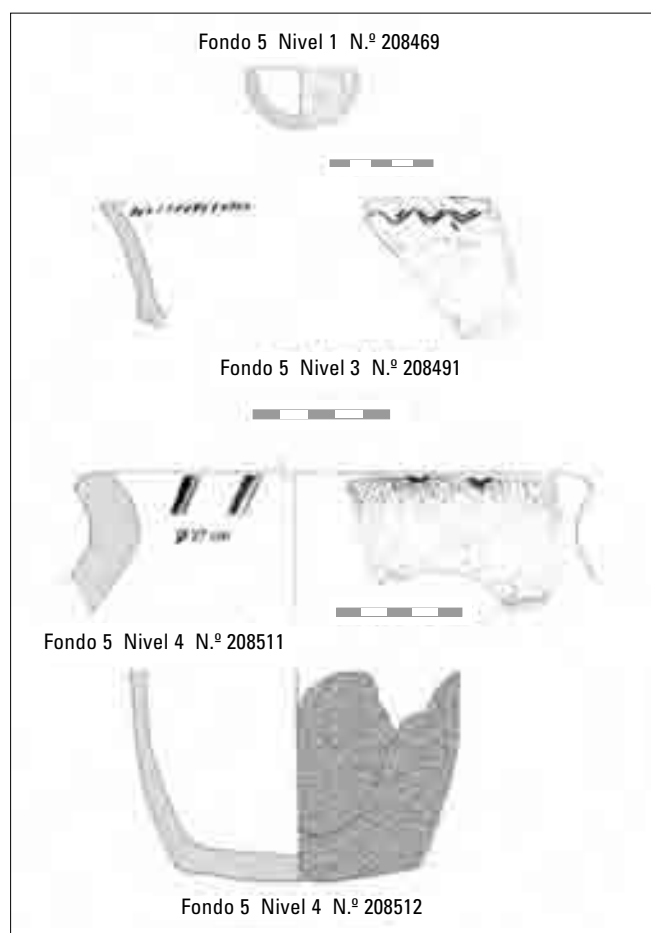 Fondo 5 Nivel 1 N.º 208469
Fondo 5 Nivel 3 N.º 208491
Fondo 5 Nivel 4 N.º 208511
Fondo 5 Nivel 4 N.º 208512